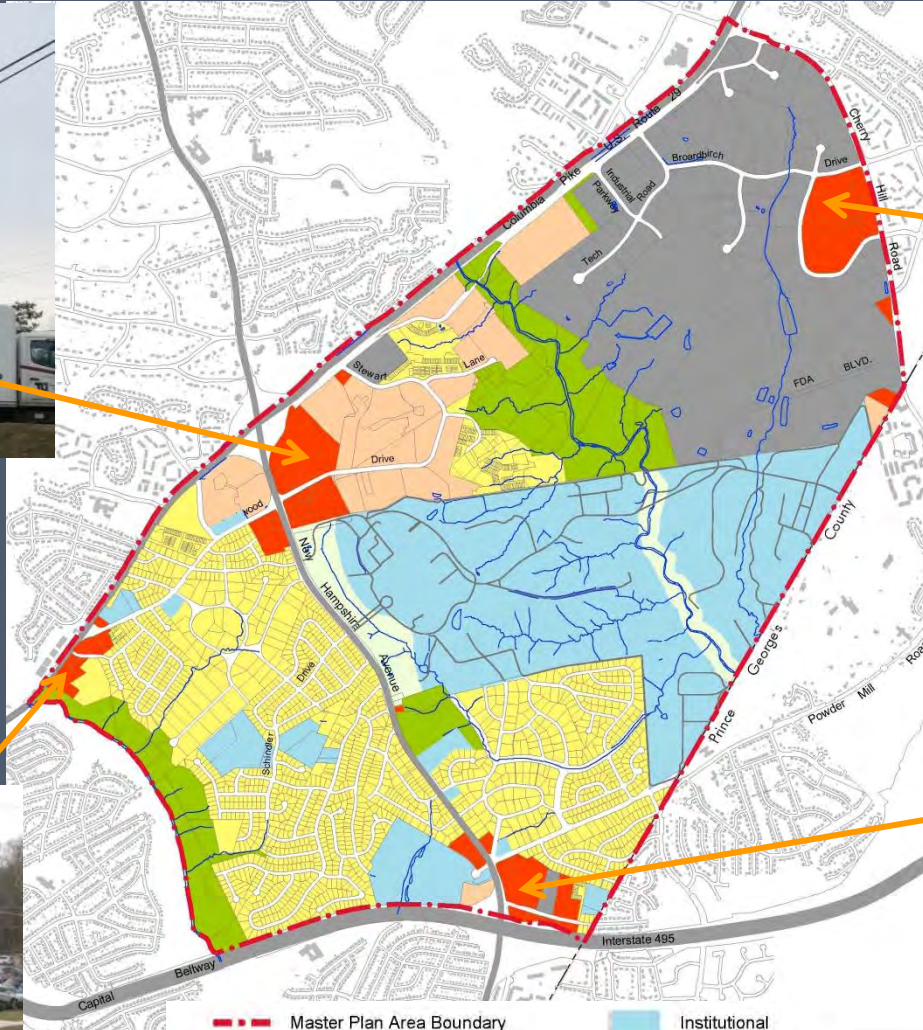 Cherry
Hill
Road
U.S. Route 29
Columbia Pike
Broadbirch
Drive
Industrial
Parkway
Road
Tech
FDA BLVD.
Stewart
Lane
Drive
wood
New
Hampshire
Avenue
Prince George's County
Powder Mill Road
Drive
Schindler
Interstate 495
Capital Beltway
Master Plan Area Boundary
Institutional